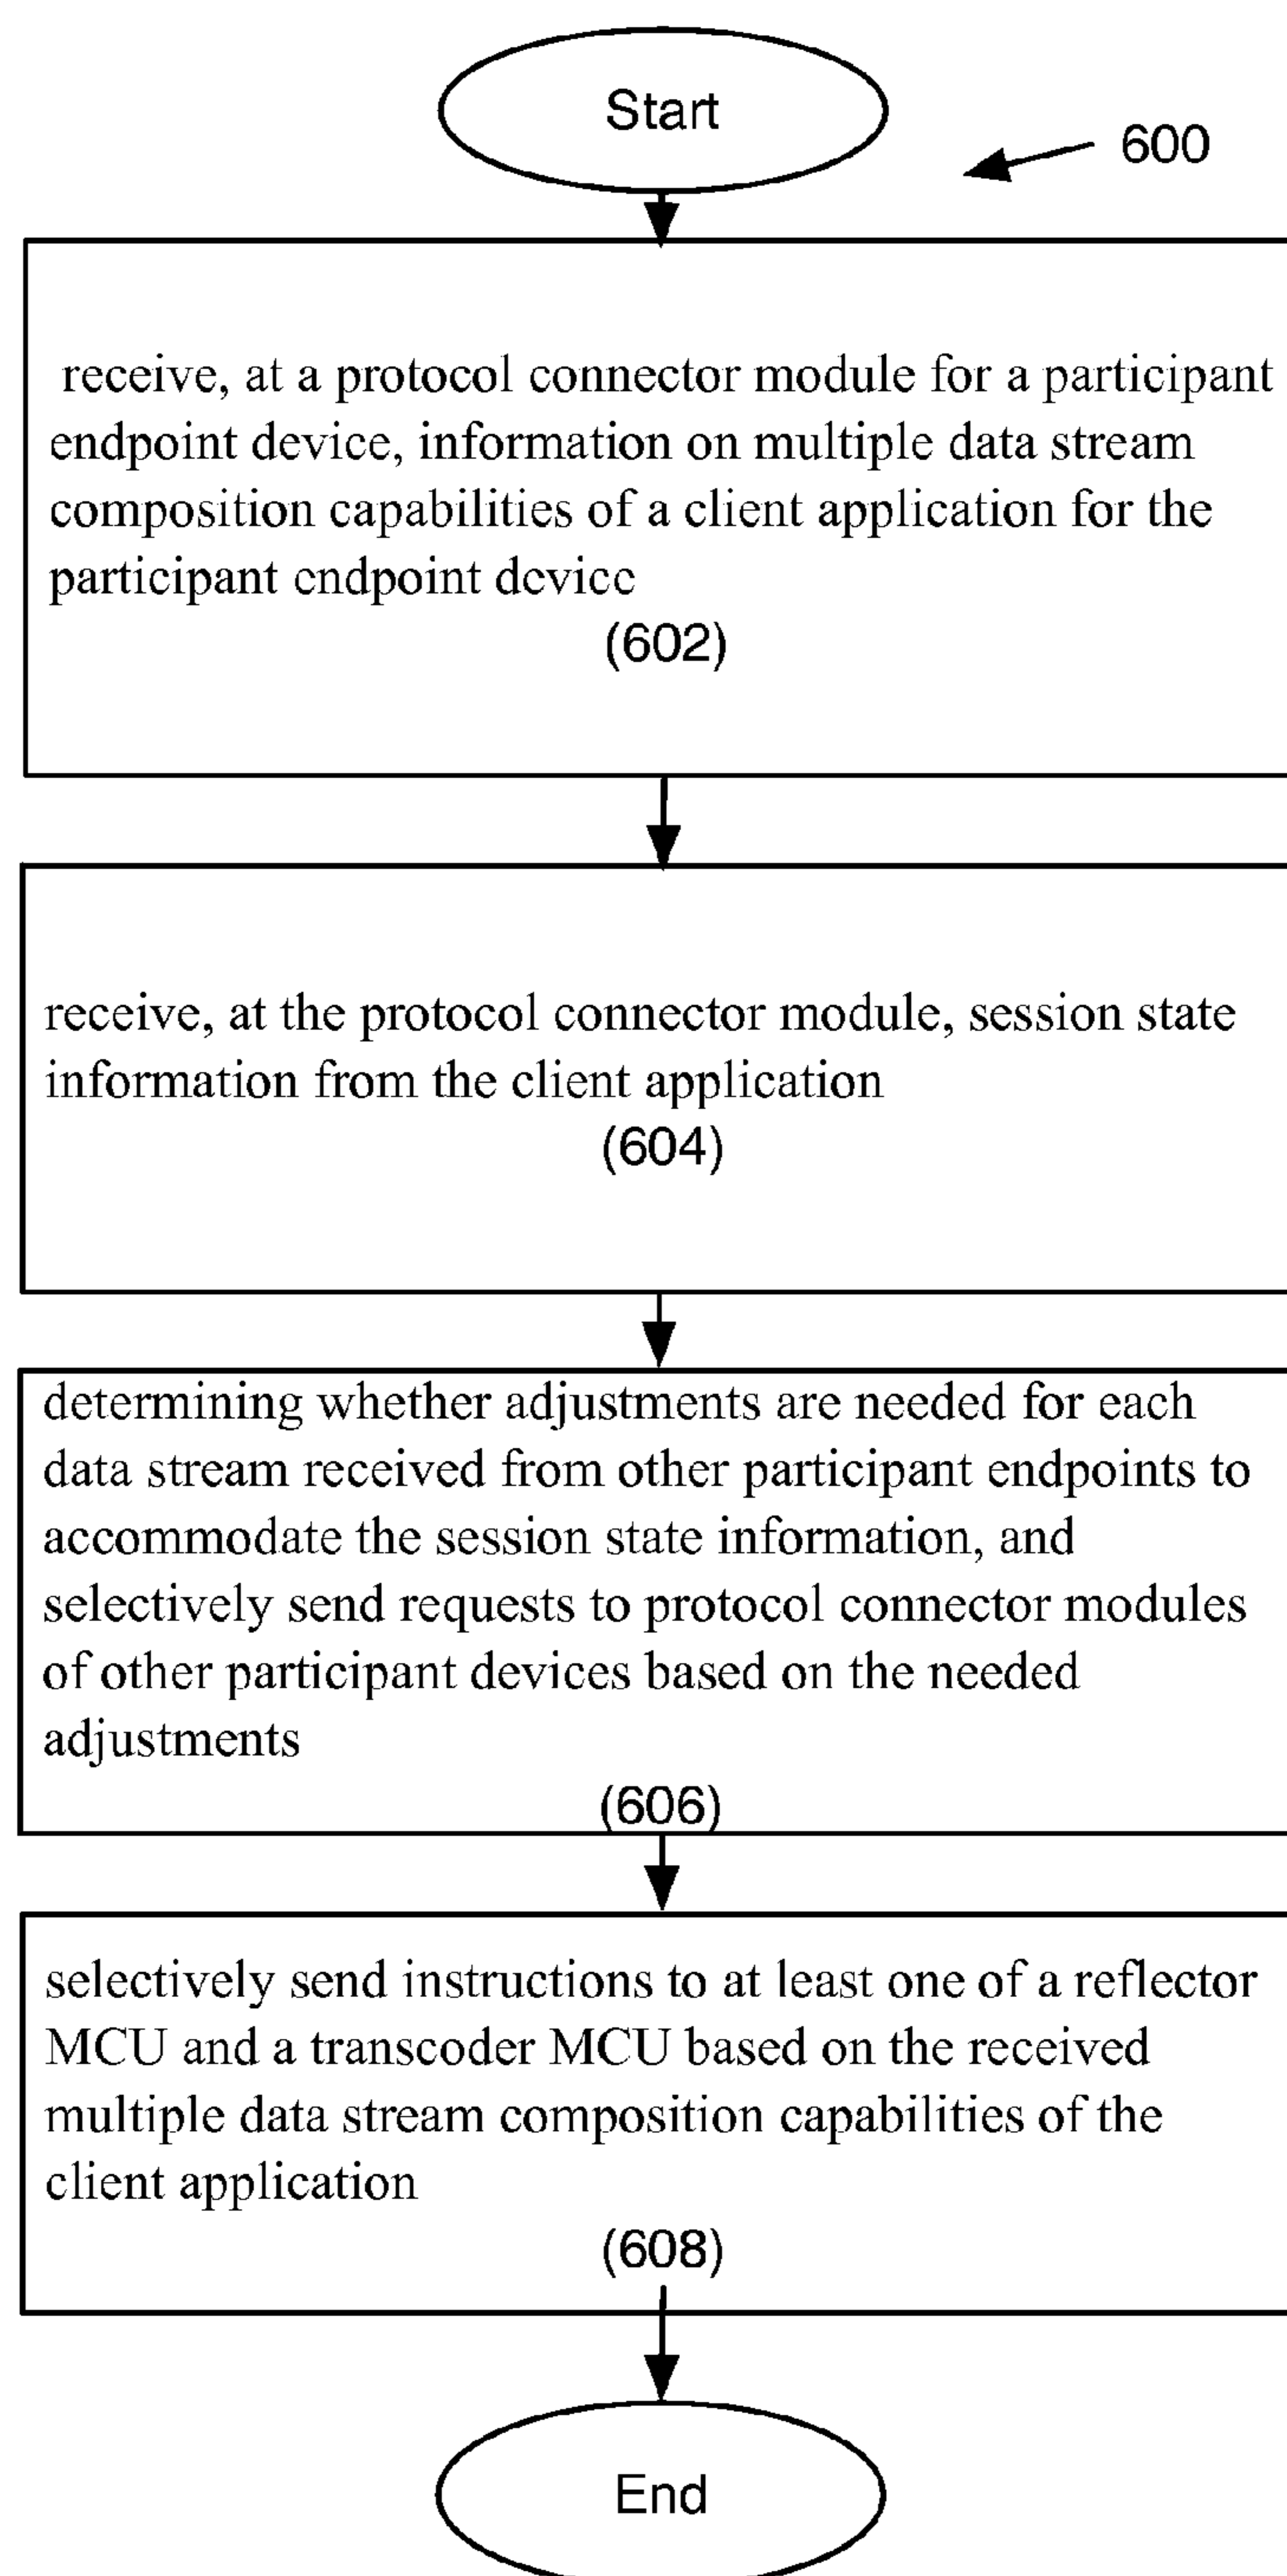 Start
600
receive, at a protocol connector module for a participant
endpoint device, information on multiple data stream
composition capabilities of a client application for the
participant endpoint device
(602)
receive, at the protocol connector module, session state
information from the client application
(604)
determining whether adjustments are needed for each
data stream received from other participant endpoints to
accommodate the session state information, and
selectively send requests to protocol connector modules
of other participant devices based on the needed
adjustments
(606)
selectively send instructions to at least one of a reflector
MCU and a transcoder MCU based on the received
multiple data stream composition capabilities of the
client application
(608)
End